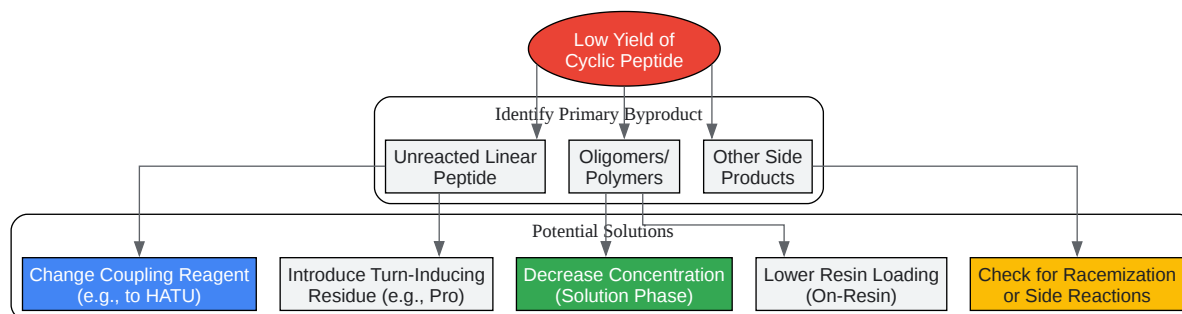 Low Yield of
Cyclic Peptide
Identify Primary Byproduct
Unreacted Linear
Peptide
Oligomers/
Polymers
Other Side
Products
Potential Solutions
Change Coupling Reagent
(e.g., to HATU)
Introduce Turn-Inducing
Residue (e.g., Pro)
Decrease Concentration
(Solution Phase)
Lower Resin Loading
(On-Resin)
Check for Racemization
or Side Reactions